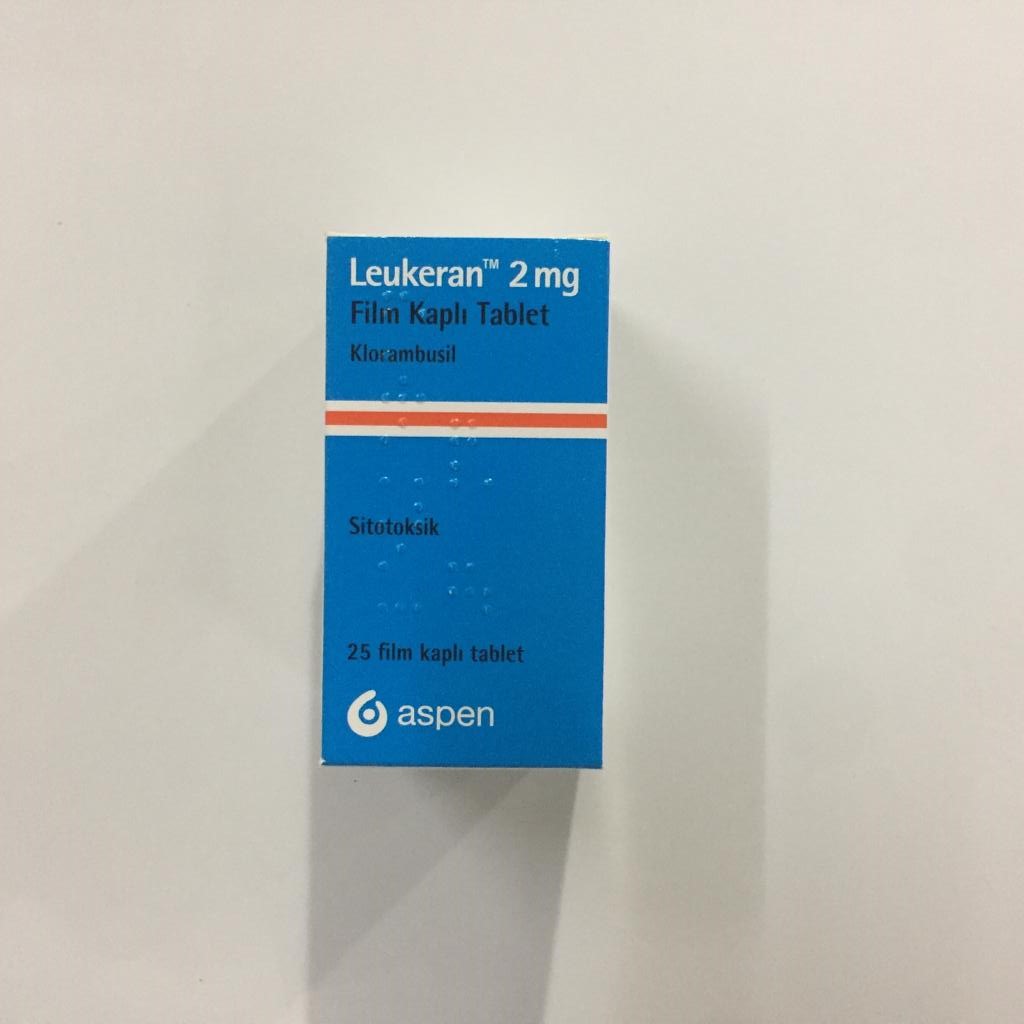 Leukeran™ 2 mg
Film Kaplı Tablet
Klorambusil
Sitotoksik
25 film kaplı tablet
aspen